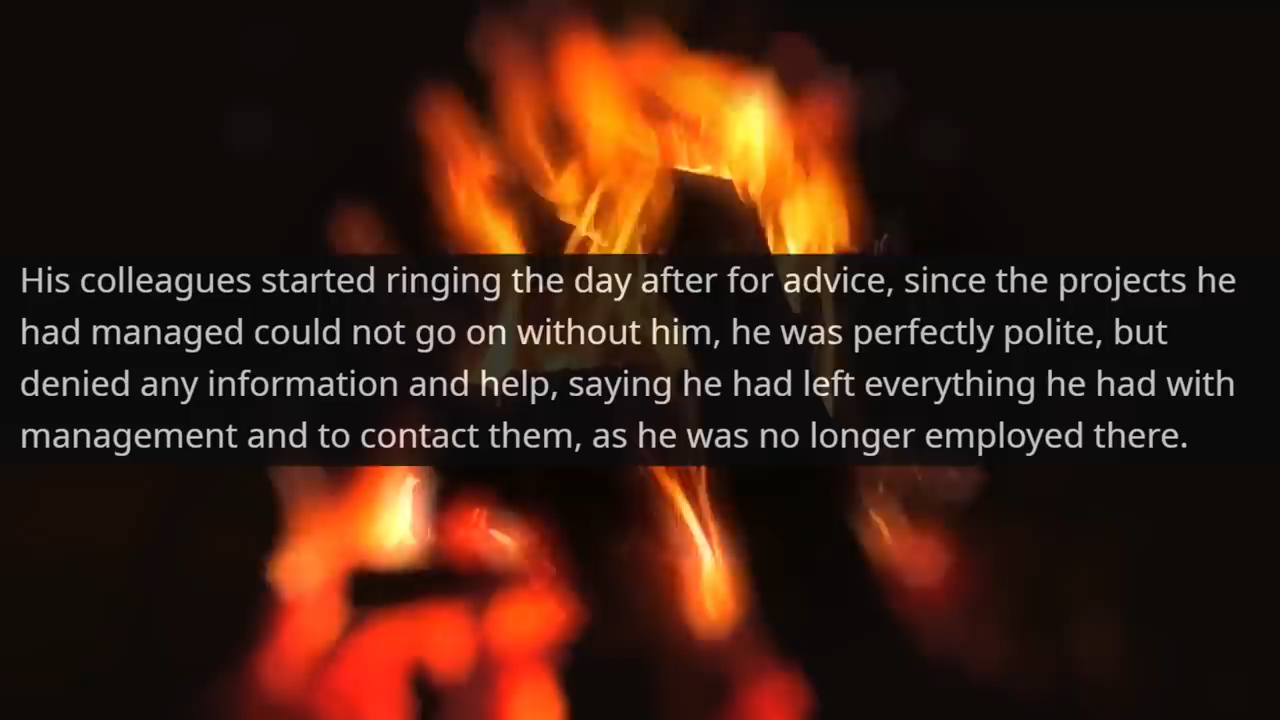 His colleagues started ringing the day after for advice, since the projects he
had managed could not go on without him, he was perfectly polite, but
denied any information and help, saying he had left everything he had with
management and to contact them, as he was no longer employed there.